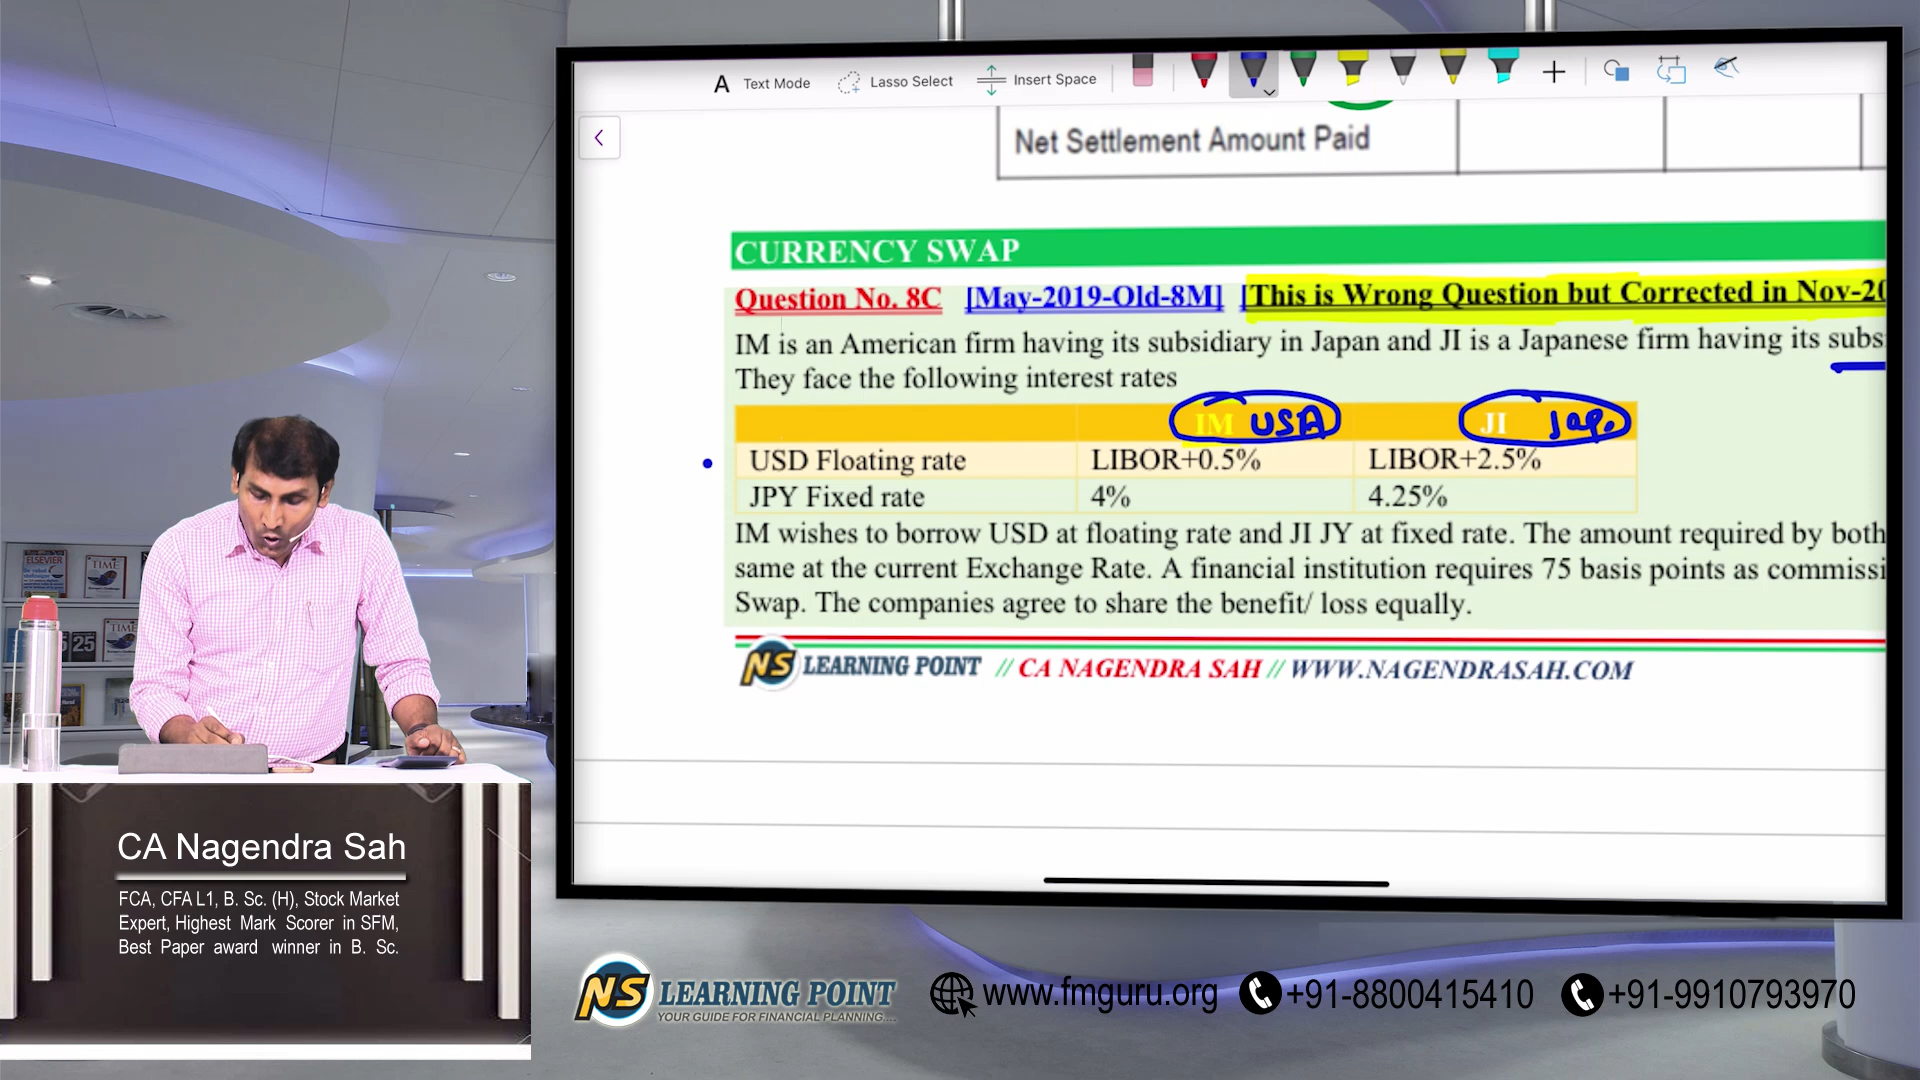 A Text Mode Lasso Select Insert Space
Net Settlement Amount Paid
CURRENCY SWAP
Question No. 8C [May-2019-Old-8M] [This is Wrong Question but Corrected in Nov-20
IM is an American firm having its subsidiary in Japan and JI is a Japanese firm having its subs
They face the following interest rates
IM USA JI Jap.
USD Floating rate LIBOR+0.5% LIBOR+2.5%
JPY Fixed rate 4% 4.25%
IM wishes to borrow USD at floating rate and JI JY at fixed rate. The amount required by both
same at the current Exchange Rate. A financial institution requires 75 basis points as commissi
Swap. The companies agree to share the benefit/ loss equally.
NS LEARNING POINT // CA NAGENDRA SAH // WWW.NAGENDRASAH.COM
ELSEVIER
TIME
TIME
25
CA Nagendra Sah
FCA, CFA L1, B. Sc. (H), Stock Market
Expert, Highest Mark Scorer in SFM,
Best Paper award winner in B. Sc.
NS LEARNING POINT
YOUR GUIDE FOR FINANCIAL PLANNING....
www.fmguru.org +91-8800415410 +91-9910793970